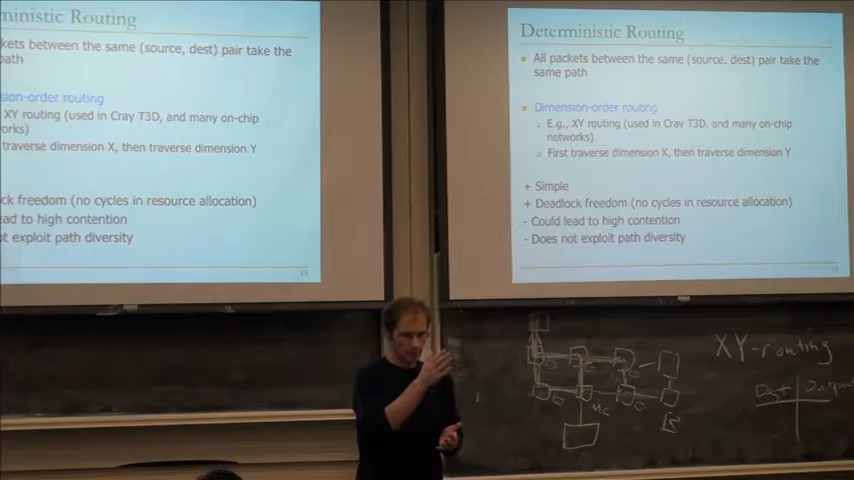 ministic Routing
kets between the same (source, dest) pair take the
path
sion-order routing
XY routing (used in Cray T3D, and many on-chip
orks)
traverse dimension X, then traverse dimension Y
ck freedom (no cycles in resource allocation)
ead to high contention
t exploit path diversity
Deterministic Routing
All packets between the same (source, dest) pair take the
same path
Dimension-order routing
E.g., XY routing (used in Cray T3D, and many on-chip
networks)
First traverse dimension X, then traverse dimension Y
+ Simple
+ Deadlock freedom (no cycles in resource allocation)
- Could lead to high contention
- Does not exploit path diversity
XY-routing